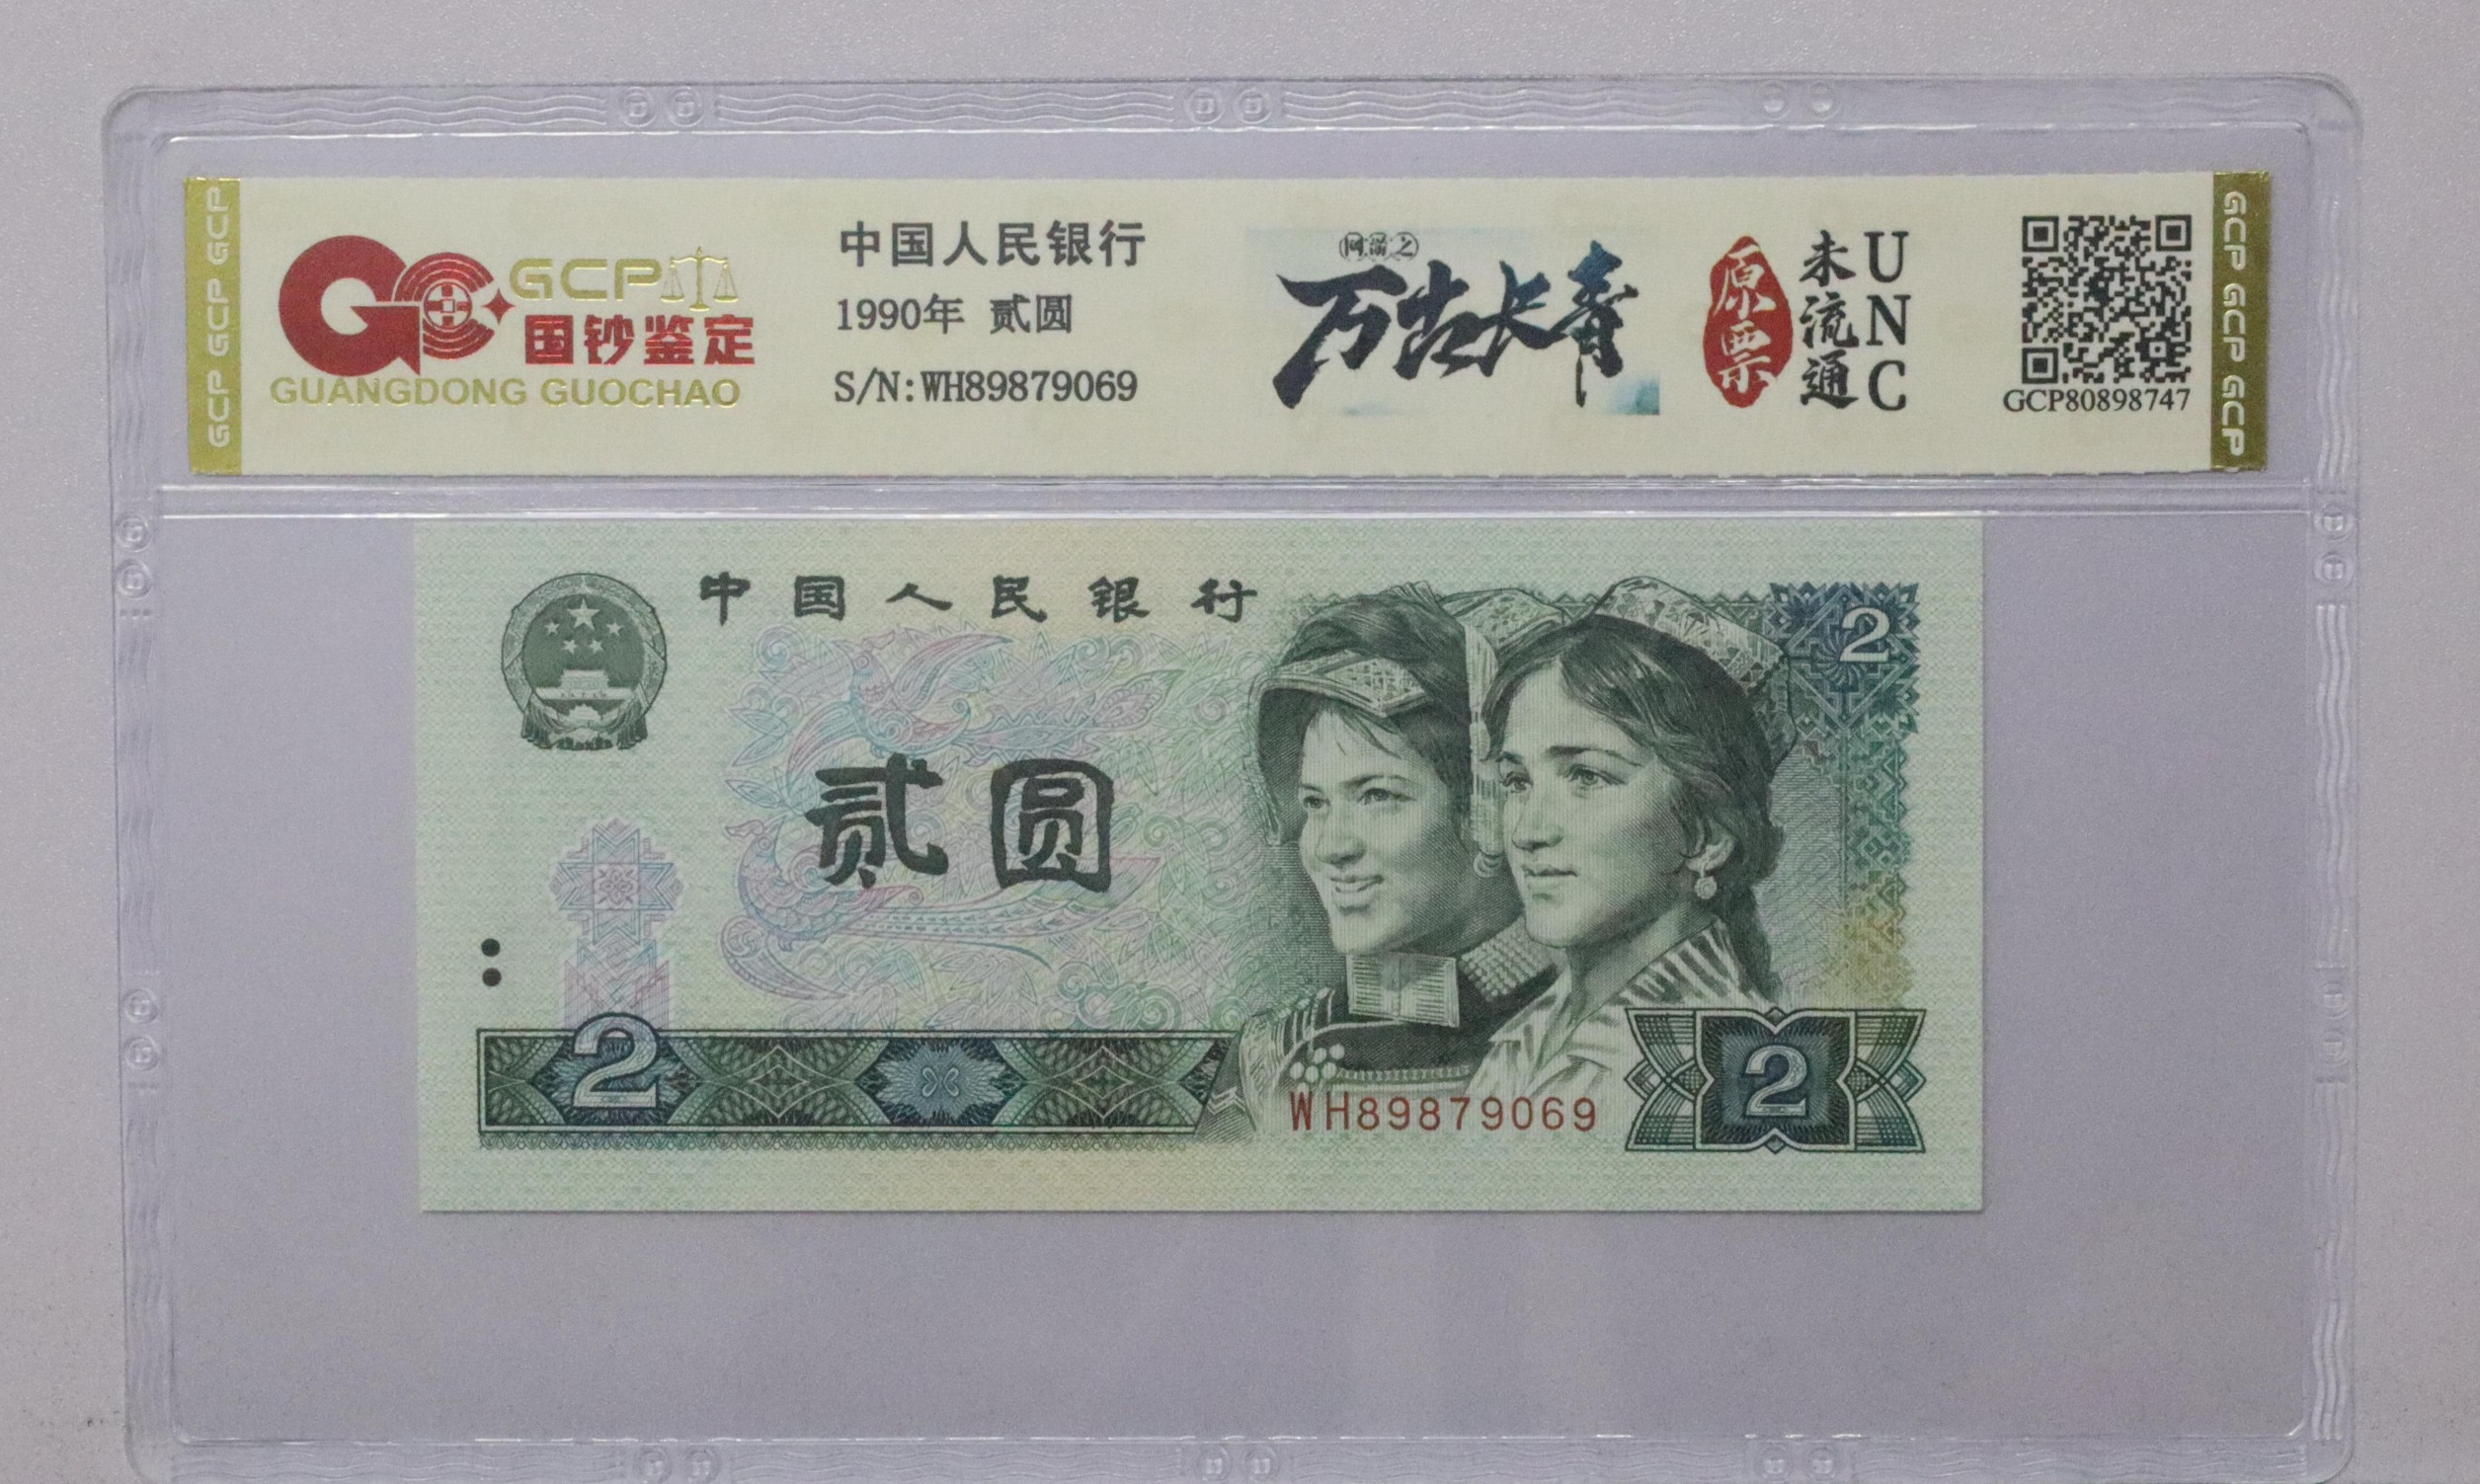 GCP GCP GCP
GCP
国钞鉴定
GUANGDONG GUOCHAO
中国人民银行
1990年 贰圆
S/N:WH89879069
万古长青
原票
未流通
UNC
GCP80898747
GCP GCP GCP
中国人民银行
2
贰圆
2
WH89879069
2